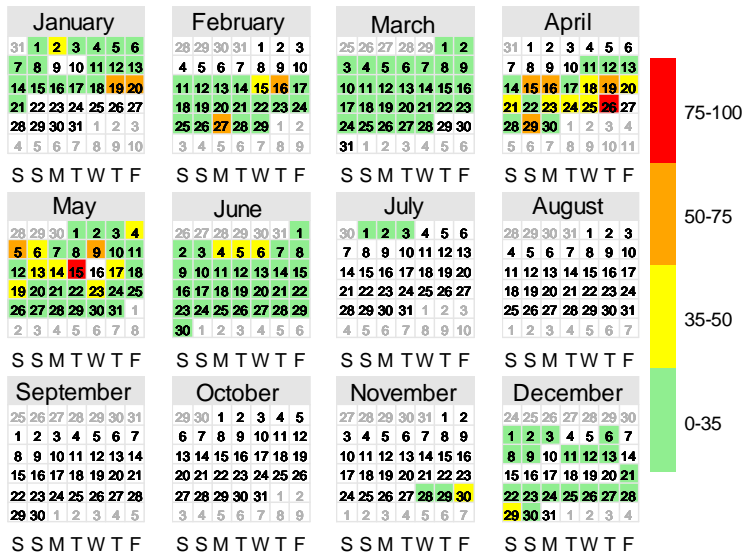 January
31 1 2 3 4 5 6
7 8 9 10 11 12 13
14 15 16 17 18 19 20
21 22 23 24 25 26 27
28 29 30 31 1 2 3
4 5 6 7 8 9 10
S S M T W T F
February
28 29 30 31 1 2 3
4 5 6 7 8 9 10
11 12 13 14 15 16 17
18 19 20 21 22 23 24
25 26 27 28 29 1 2
3 4 5 6 7 8 9
S S M T W T F
March
25 26 27 28 29 1 2
3 4 5 6 7 8 9
10 11 12 13 14 15 16
17 18 19 20 21 22 23
24 25 26 27 28 29 30
31 1 2 3 4 5 6
S S M T W T F
April
31 1 2 3 4 5 6
7 8 9 10 11 12 13
14 15 16 17 18 19 20
21 22 23 24 25 26 27
28 29 30 1 2 3 4
5 6 7 8 9 10 11
S S M T W T F
May
28 29 30 1 2 3 4
5 6 7 8 9 10 11
12 13 14 15 16 17 18
19 20 21 22 23 24 25
26 27 28 29 30 31 1
2 3 4 5 6 7 8
S S M T W T F
June
26 27 28 29 30 31 1
2 3 4 5 6 7 8
9 10 11 12 13 14 15
16 17 18 19 20 21 22
23 24 25 26 27 28 29
30 1 2 3 4 5 6
S S M T W T F
July
30 1 2 3 4 5 6
7 8 9 10 11 12 13
14 15 16 17 18 19 20
21 22 23 24 25 26 27
28 29 30 31 1 2 3
4 5 6 7 8 9 10
S S M T W T F
August
28 29 30 31 1 2 3
4 5 6 7 8 9 10
11 12 13 14 15 16 17
18 19 20 21 22 23 24
25 26 27 28 29 30 31
1 2 3 4 5 6 7
S S M T W T F
September
25 26 27 28 29 30 31
1 2 3 4 5 6 7
8 9 10 11 12 13 14
15 16 17 18 19 20 21
22 23 24 25 26 27 28
29 30 1 2 3 4 5
S S M T W T F
October
29 30 1 2 3 4 5
6 7 8 9 10 11 12
13 14 15 16 17 18 19
20 21 22 23 24 25 26
27 28 29 30 31 1 2
3 4 5 6 7 8 9
S S M T W T F
November
27 28 29 30 31 1 2
3 4 5 6 7 8 9
10 11 12 13 14 15 16
17 18 19 20 21 22 23
24 25 26 27 28 29 30
1 2 3 4 5 6 7
S S M T W T F
December
24 25 26 27 28 29 30
1 2 3 4 5 6 7
8 9 10 11 12 13 14
15 16 17 18 19 20 21
22 23 24 25 26 27 28
29 30 31 1 2 3 4
S S M T W T F
75-100
50-75
35-50
0-35